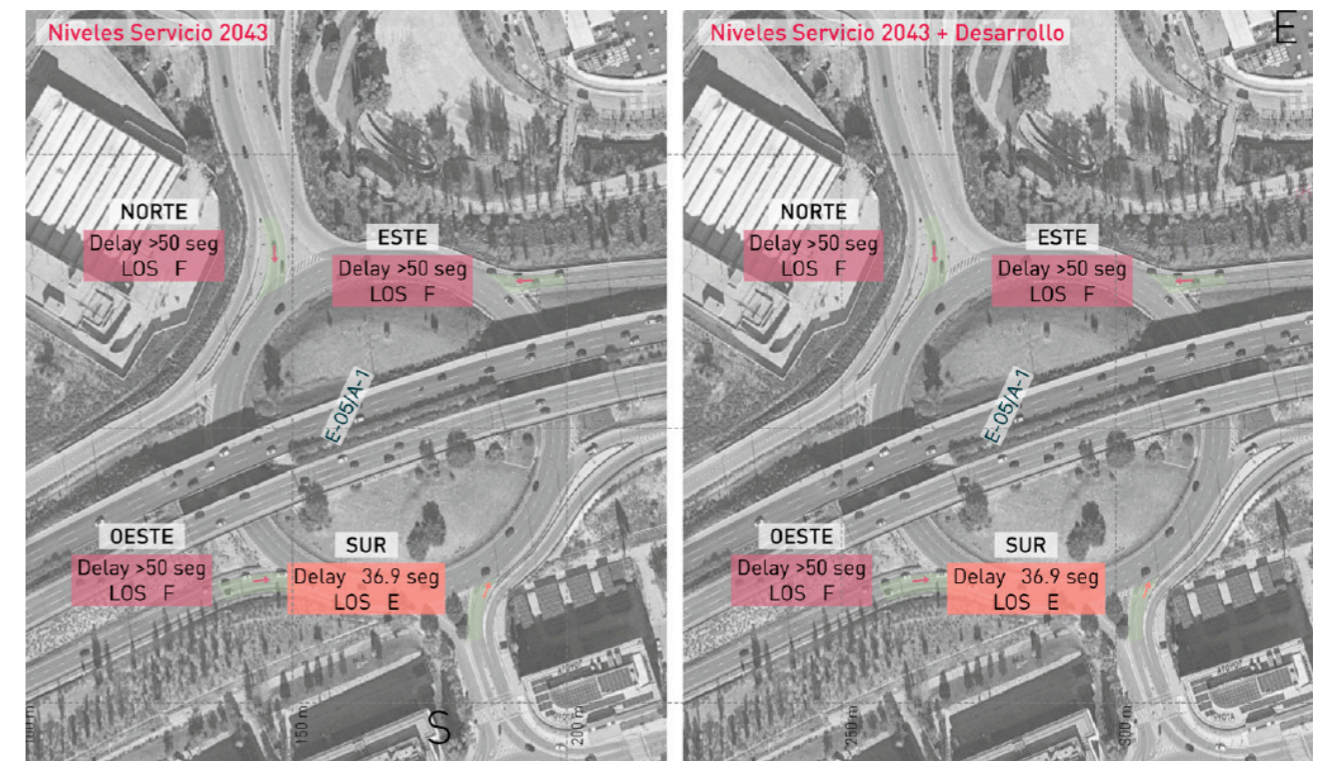 Niveles Servicio 2043
NORTE
Delay >50 seg
LOS F
ESTE
Delay >50 seg
LOS F
E-05/A-1
OESTE
Delay >50 seg
LOS F
SUR
Delay 36.9 seg
LOS E
150 m
200 m
S
Niveles Servicio 2043 + Desarrollo
E
NORTE
Delay >50 seg
LOS F
ESTE
Delay >50 seg
LOS F
E-05/A-1
OESTE
Delay >50 seg
LOS F
SUR
Delay 36.9 seg
LOS E
250 m
300 m